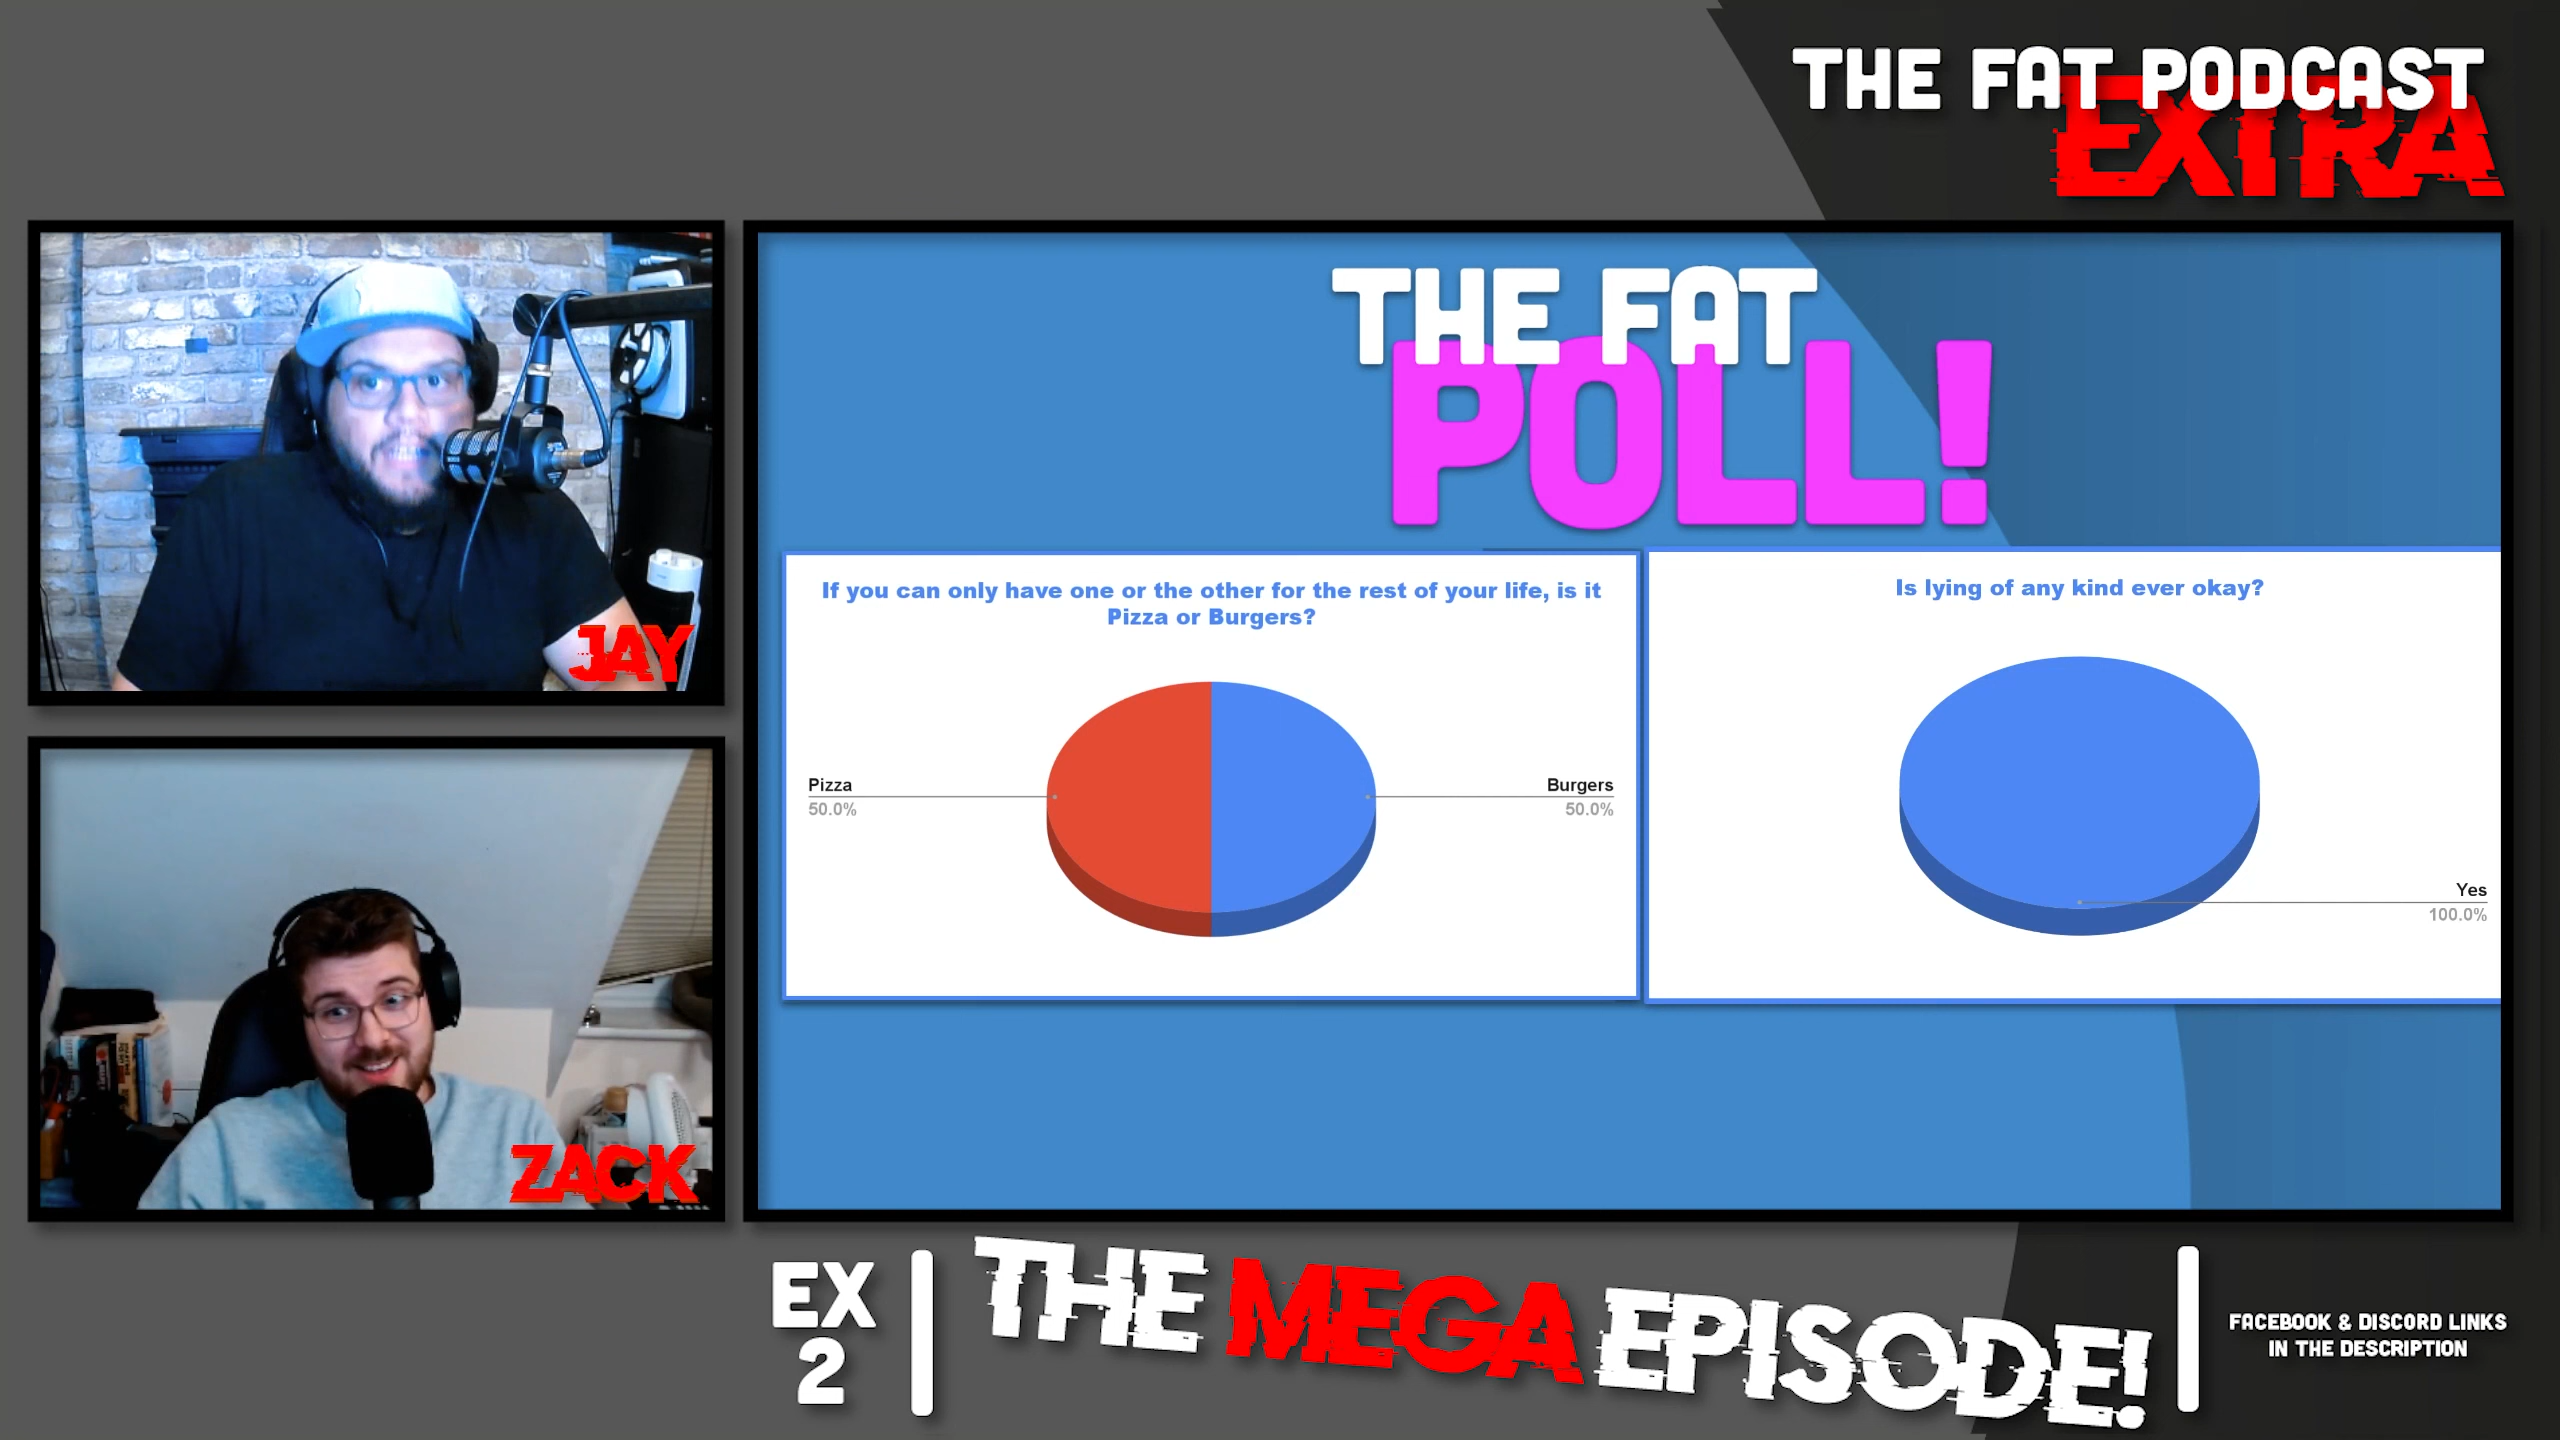 THE FAT PODCAST
EXTRA
JAY
ZACK
THE FAT
POLL!
If you can only have one or the other for the rest of your life, is it
Pizza or Burgers?
Pizza
50.0%
Burgers
50.0%
Is lying of any kind ever okay?
Yes
100.0%
EX
2
THE MEGA EPISODE!
FACEBOOK & DISCORD LINKS
IN THE DESCRIPTION